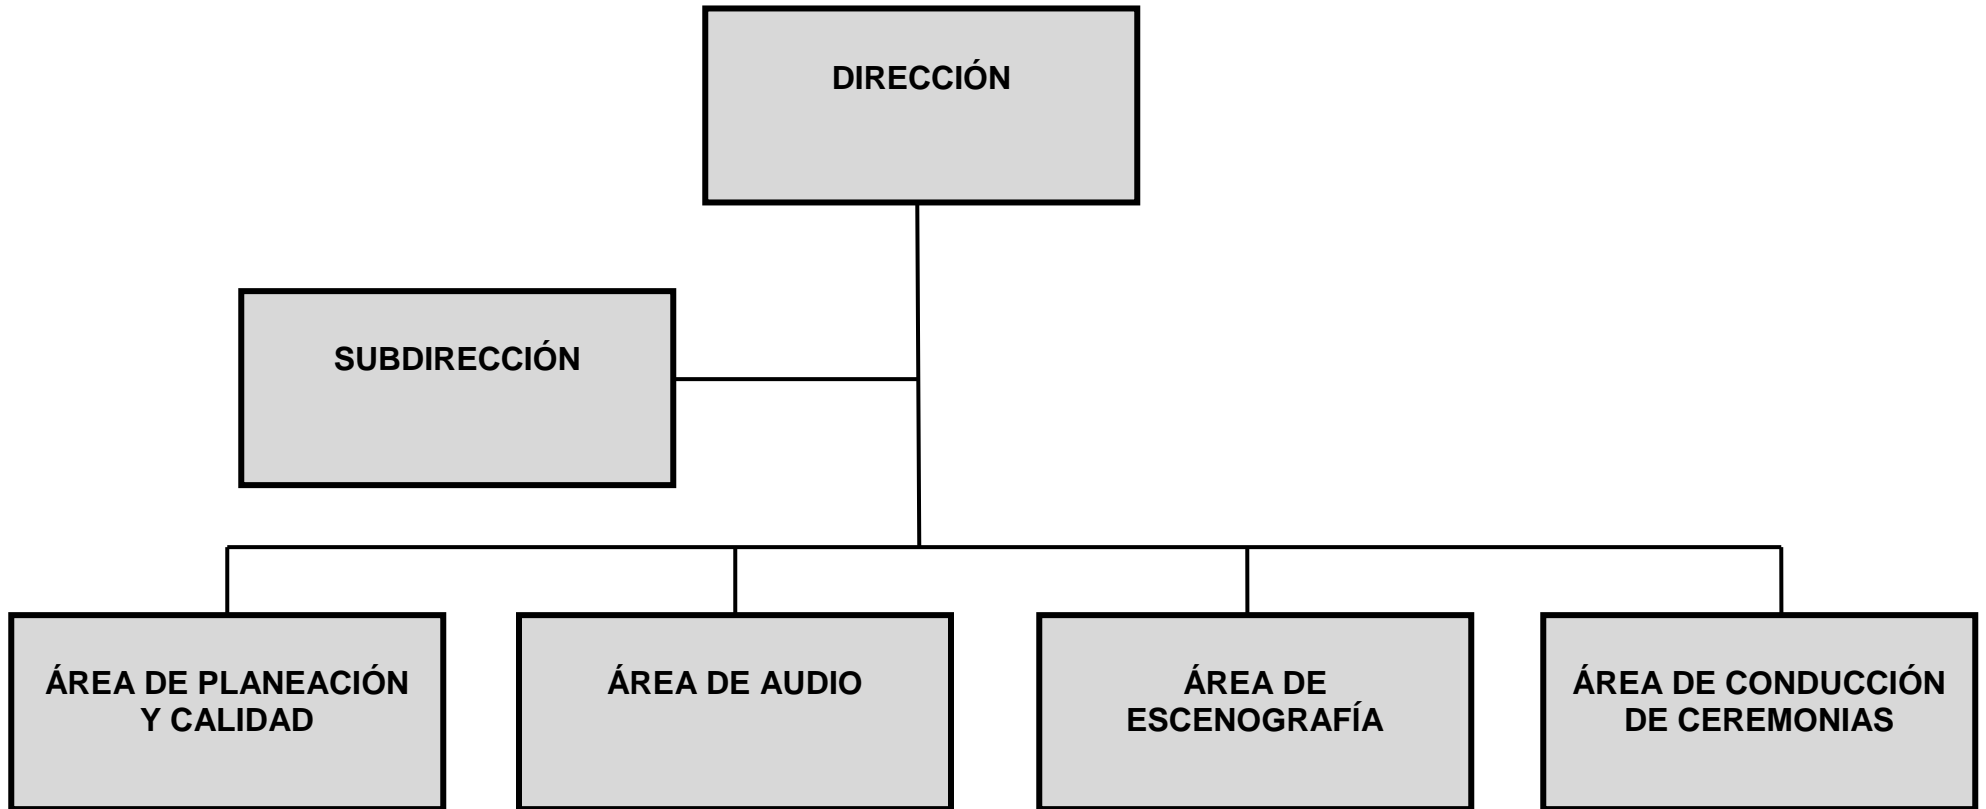 DIRECCIÓN
SUBDIRECCIÓN
ÁREA DE PLANEACIÓN
Y CALIDAD
ÁREA DE AUDIO
ÁREA DE
ESCENOGRAFÍA
ÁREA DE CONDUCCIÓN
DE CEREMONIAS